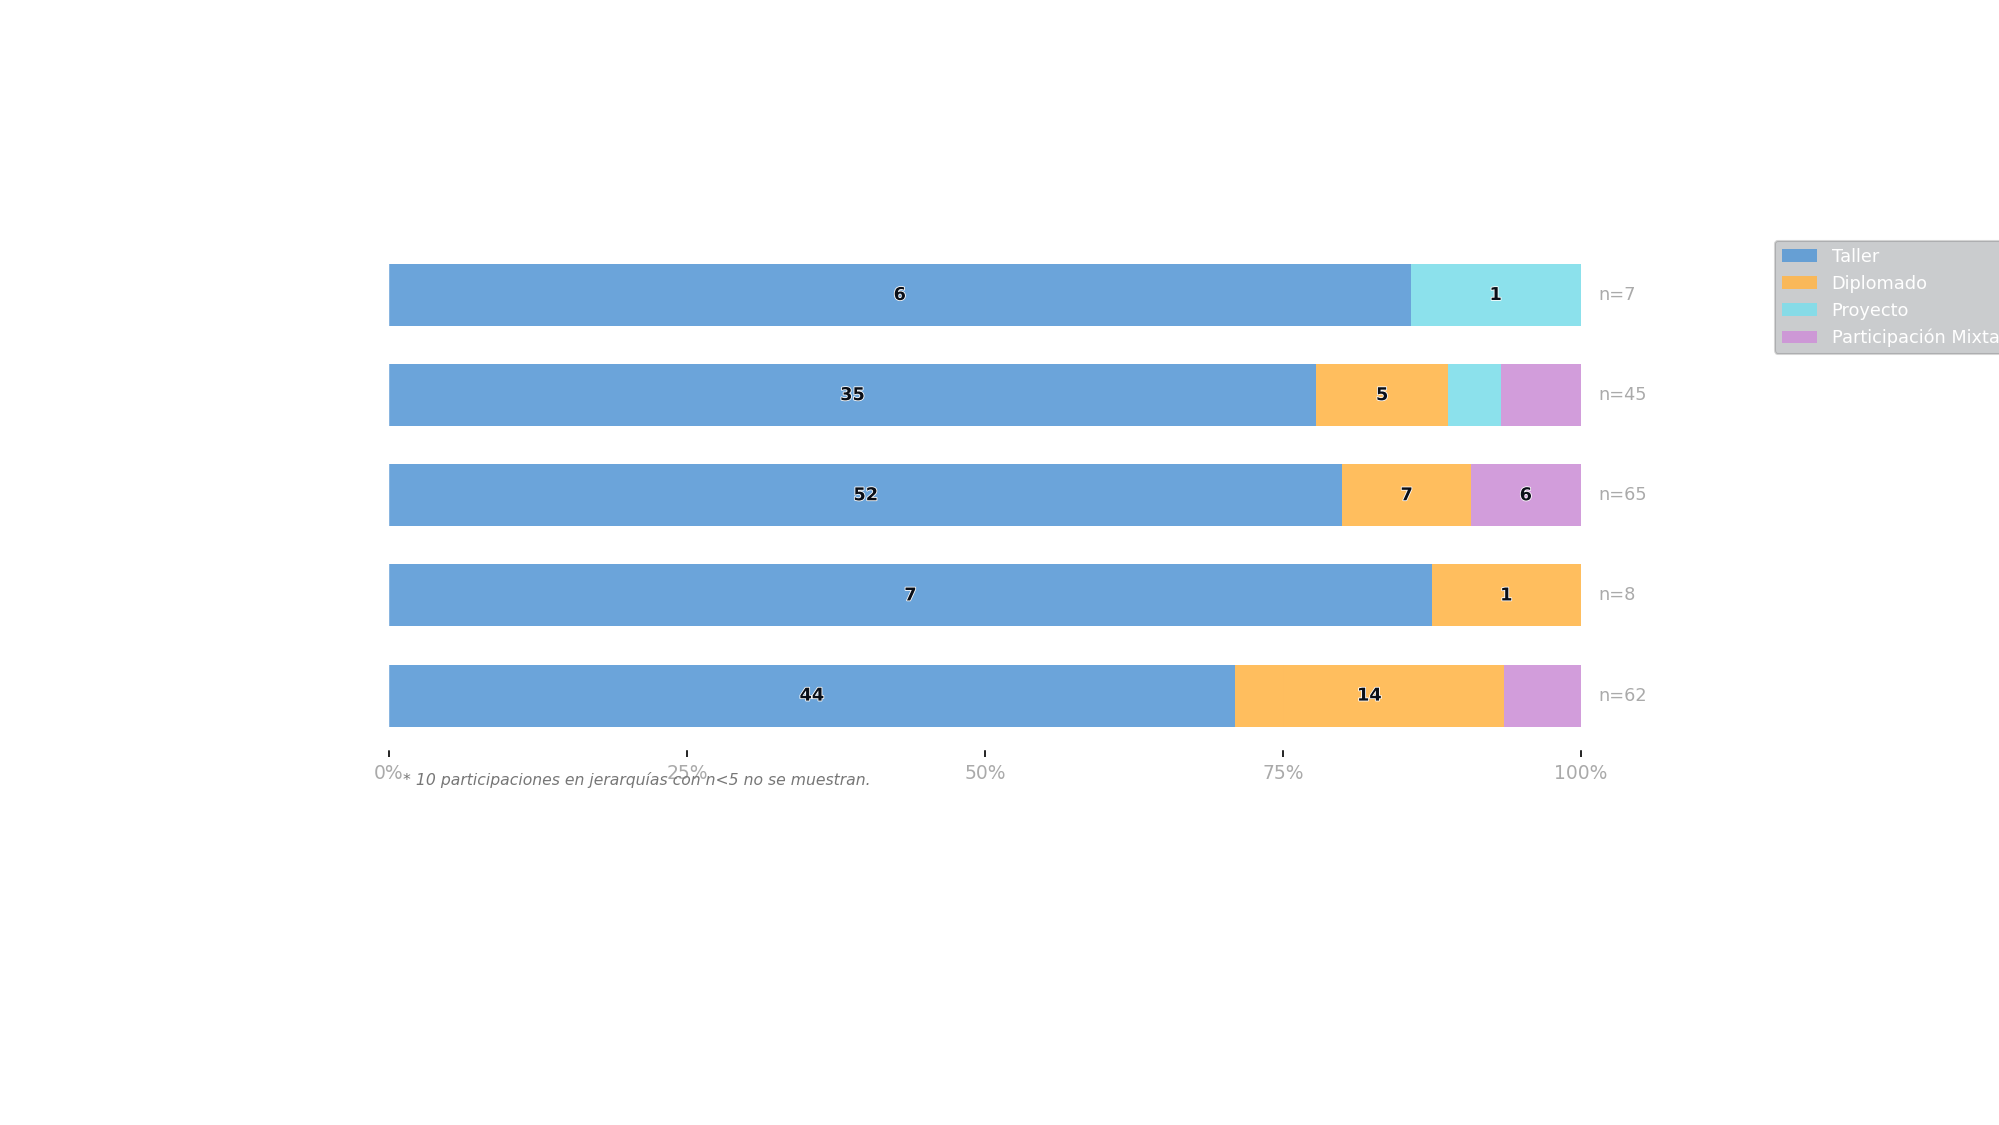 Taller
Diplomado
Proyecto
Participación Mixta
6 1 n=7
35 5 n=45
52 7 6 n=65
7 1 n=8
44 14 n=62
0% 25% 50% 75% 100%
* 10 participaciones en jerarquías con n<5 no se muestran.